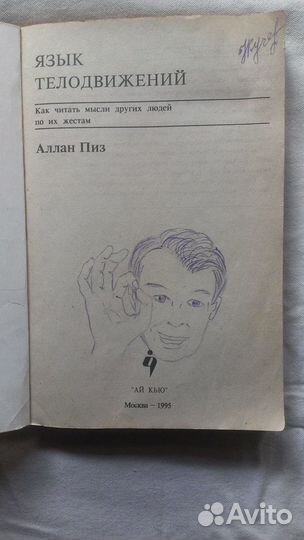 ЯЗЫК
ТЕЛОДВИЖЕНИЙ
Как читать мысли других людей
по их жестам
Аллан Пиз
"АЙ КЬЮ"
Москва — 1995
Avito